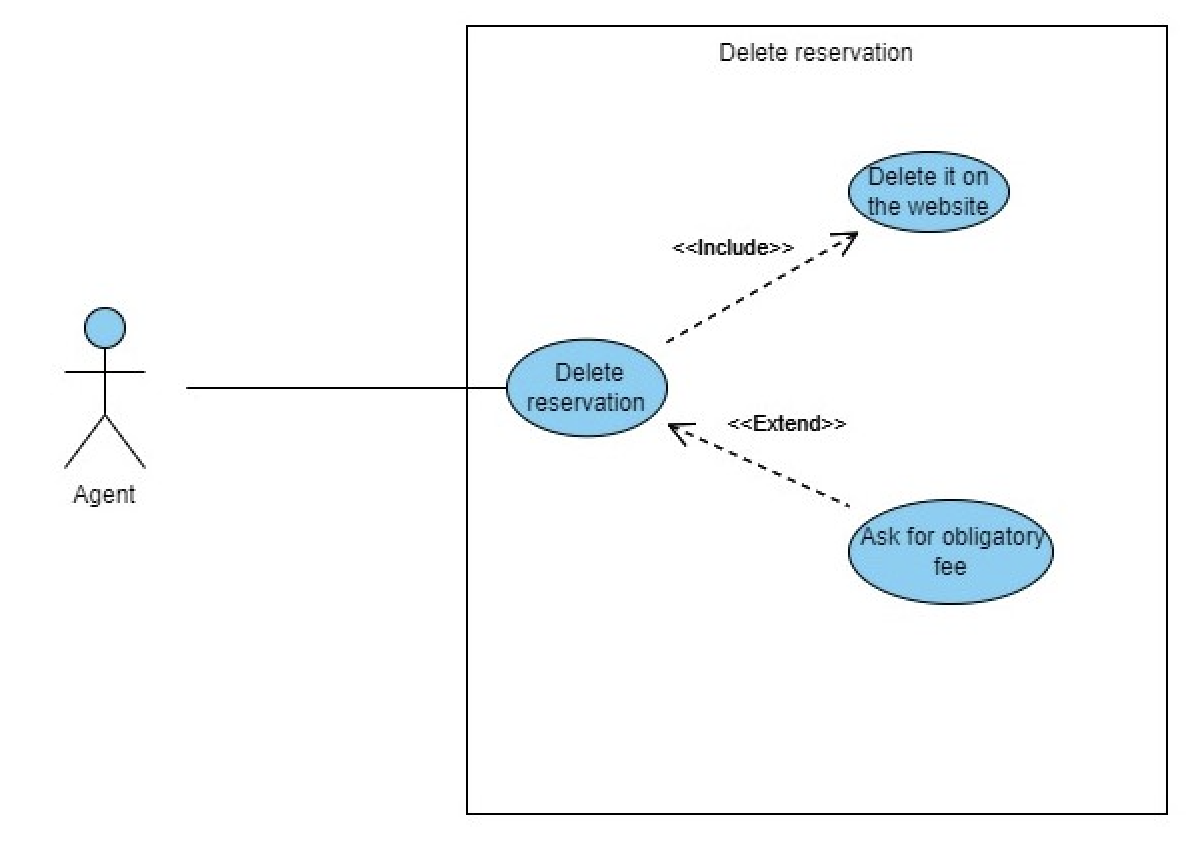 Delete reservation
Delete it on
the website
<<Include>>
Delete
reservation
<<Extend>>
Ask for obligatory
fee
Agent